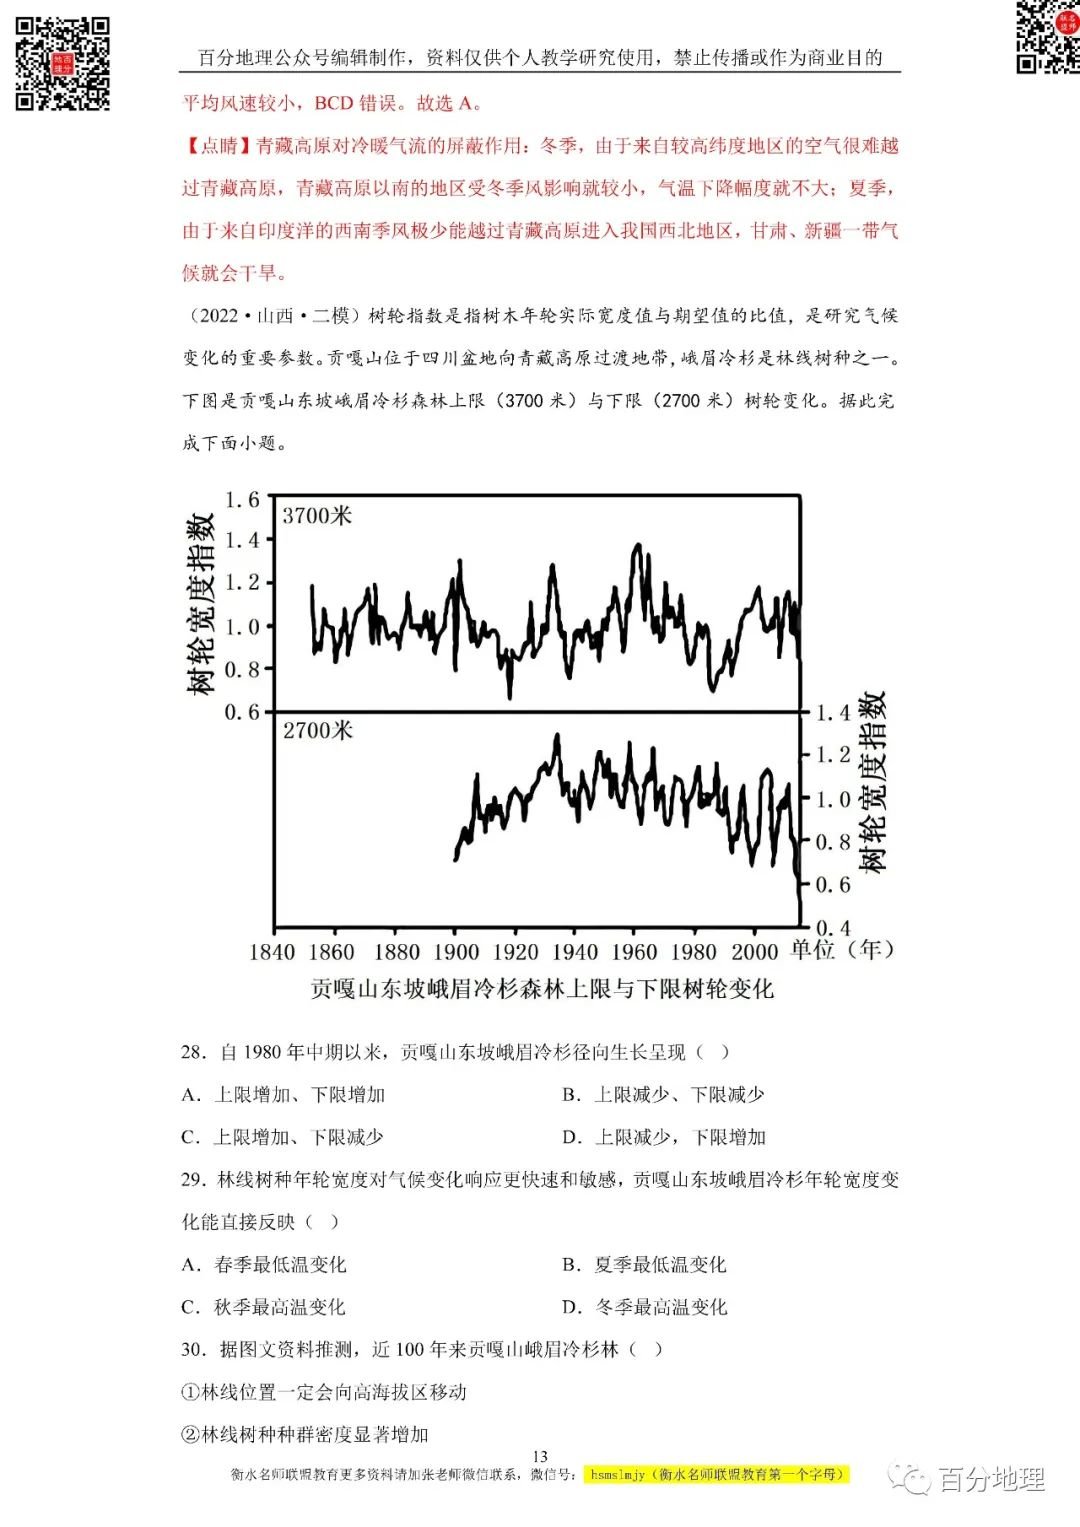 百分地理公众号编辑制作，资料仅供个人教学研究使用，禁止传播或作为商业目的
平均风速较小，BCD 错误。故选 A。
【点睛】青藏高原对冷暖气流的屏蔽作用：冬季，由于来自较高纬度地区的空气很难越
过青藏高原，青藏高原以南的地区受冬季风影响就较小，气温下降幅度就不大；夏季，
由于来自印度洋的西南季风极少能越过青藏高原进入我国西北地区，甘肃、新疆一带气
候就会干旱。
（2022·山西·二模）树轮指数是指树木年轮实际宽度值与期望值的比值，是研究气候
变化的重要参数。贡嘎山位于四川盆地向青藏高原过渡地带，峨眉冷杉是林线树种之一。
下图是贡嘎山东坡峨眉冷杉森林上限（3700 米）与下限（2700 米）树轮变化。据此完
成下面小题。
1.6
1.4
1.2
1.0
0.8
0.6
树轮宽度指数
3700米
2700米
1.4
1.2
1.0
0.8
0.6
0.4
树轮宽度指数
1840 1860 1880 1900 1920 1940 1960 1980 2000 单位（年）
贡嘎山东坡峨眉冷杉森林上限与下限树轮变化
28．自 1980 年中期以来，贡嘎山东坡峨眉冷杉径向生长呈现（ ）
A．上限增加、下限增加 B．上限减少、下限减少
C．上限增加、下限减少 D．上限减少，下限增加
29．林线树种年轮宽度对气候变化响应更快速和敏感，贡嘎山东坡峨眉冷杉年轮宽度变
化能直接反映（ ）
A．春季最低温变化 B．夏季最低温变化
C．秋季最高温变化 D．冬季最高温变化
30．据图文资料推测，近 100 年来贡嘎山峨眉冷杉林（ ）
①林线位置一定会向高海拔区移动
②林线树种种群密度显著增加
13
衡水名师联盟教育更多资料请加张老师微信联系，微信号： hsmslmjy（衡水名师联盟教育第一个字母）
百分地理